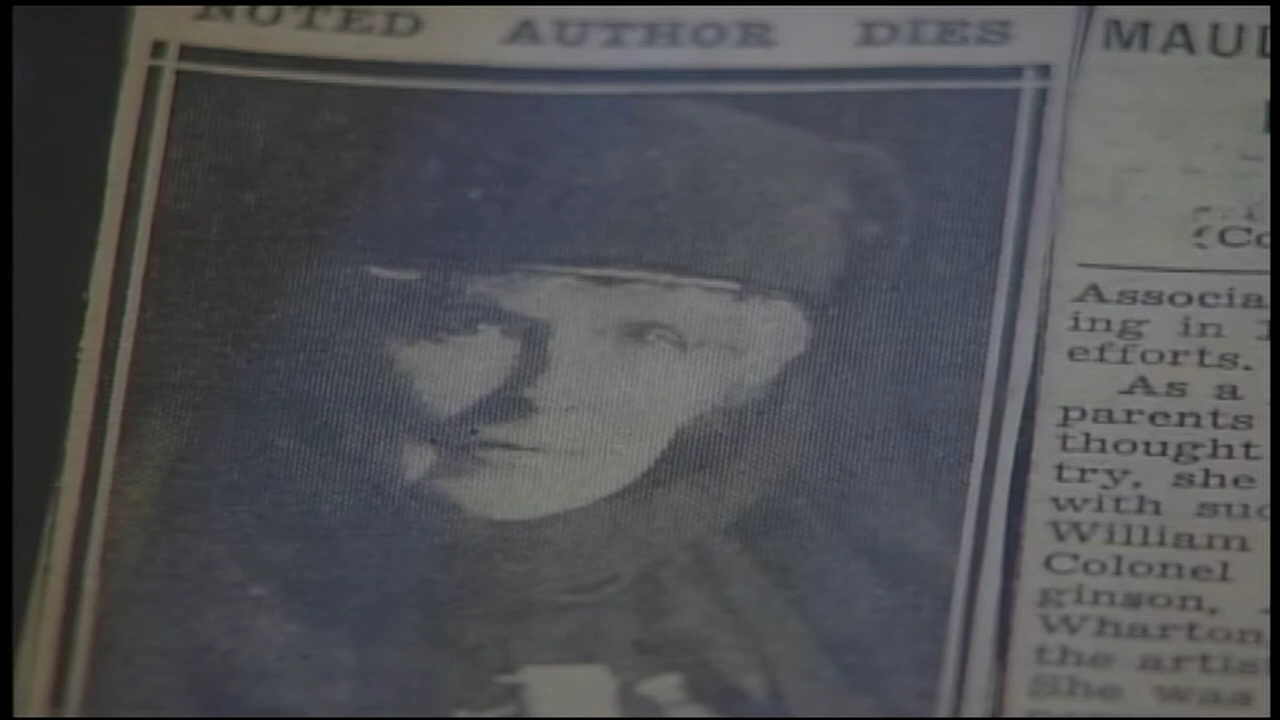 NOTED AUTHOR DIES
MAUD
(Co
Associa
ing in
efforts.
As a
parents
thought
try, she
with suc
William
Colonel
ginson,
Wharton
the artis
She was